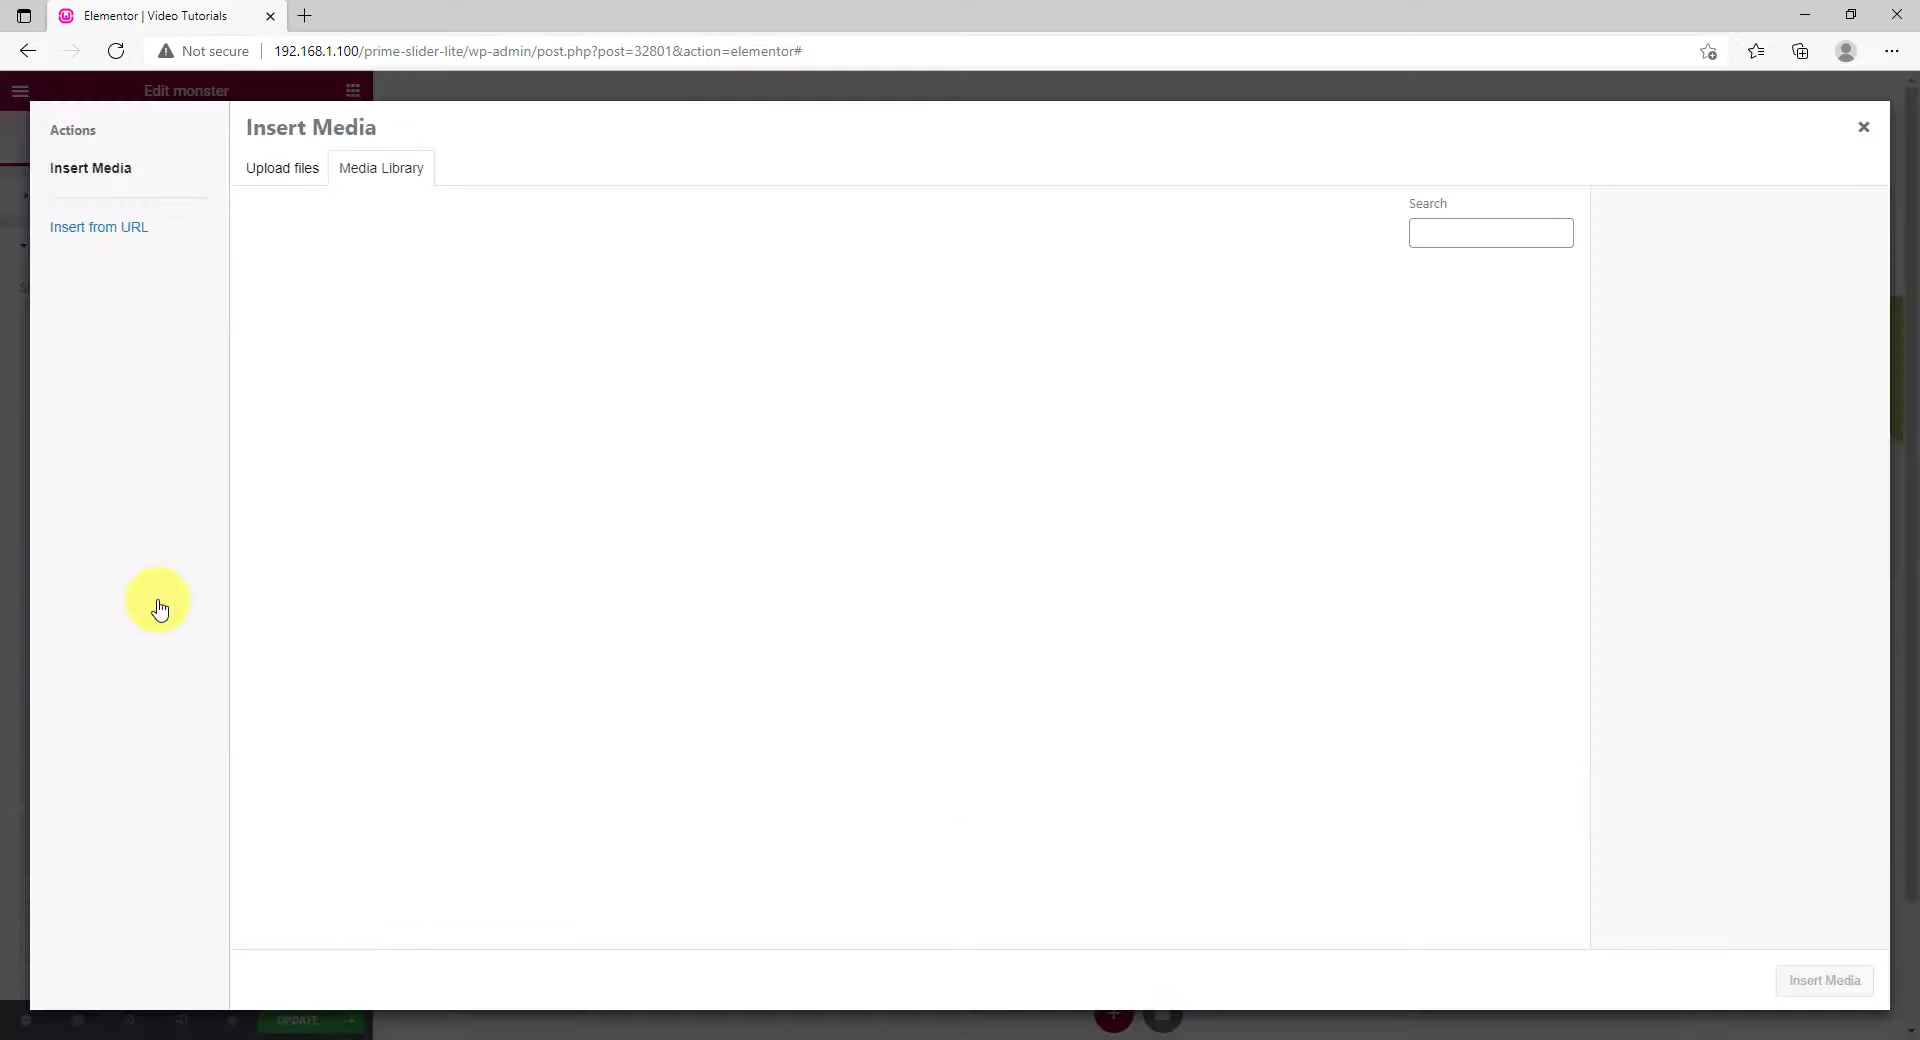 Elementor | Video Tutorials
Not secure
192.168.1.100/prime-slider-lite/wp-admin/post.php?post=32801&action=elementor#
Edit monster
Actions
Insert Media
Insert from URL
Insert Media
Upload files
Media Library
Search
Insert Media
UPDATE